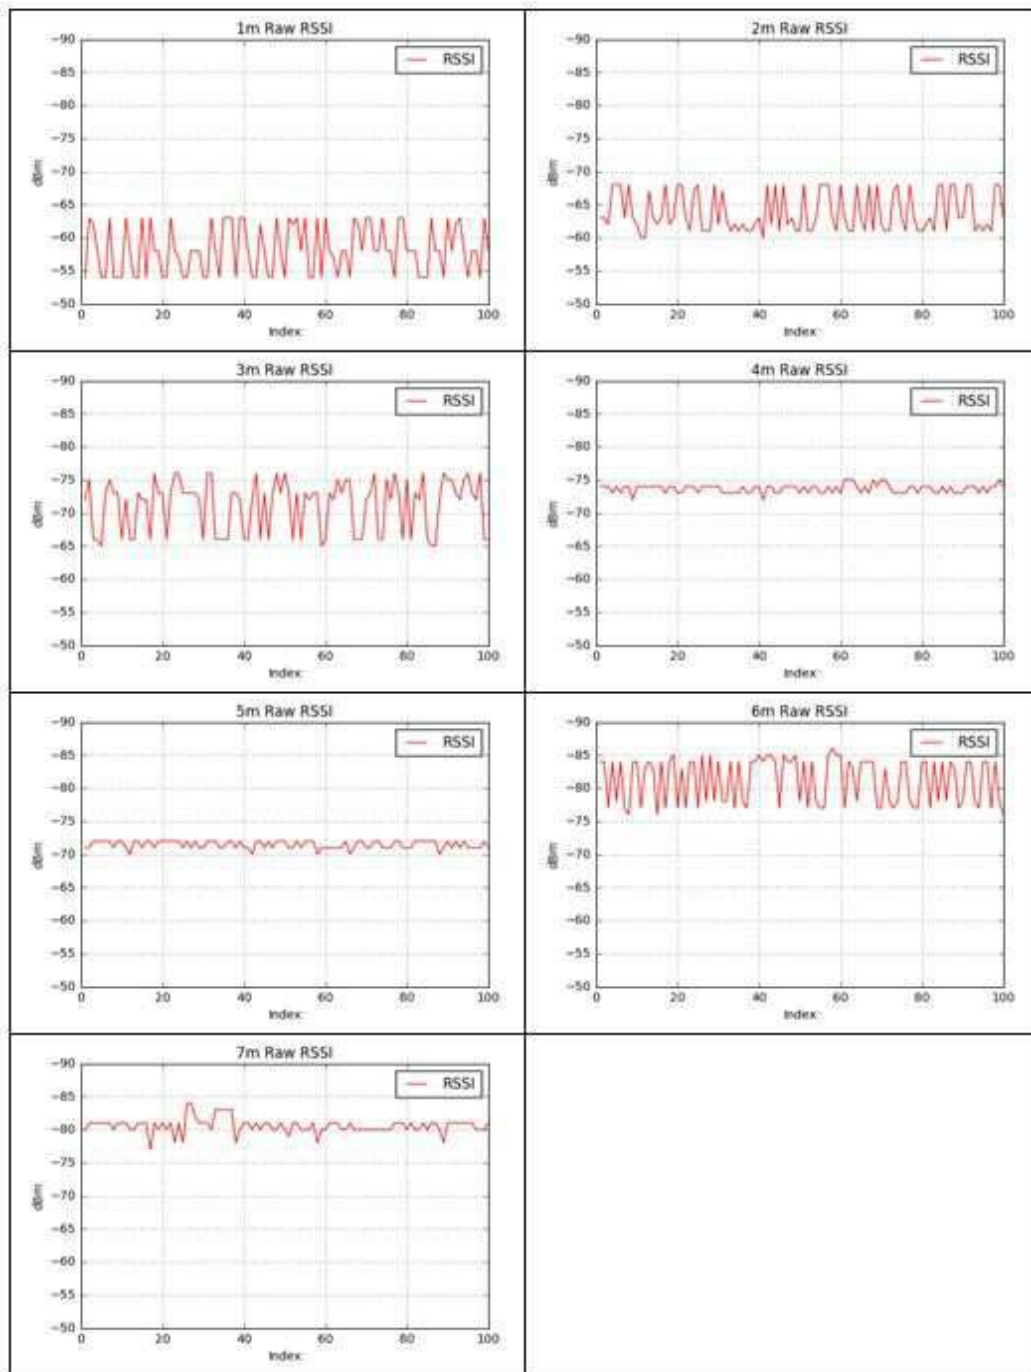 1m Raw RSSI
−90
−85
−80
−75
−70
−65
−60
−55
−50
dBm
RSSI
0 20 40 60 80 100
Index
2m Raw RSSI
−90
−85
−80
−75
−70
−65
−60
−55
−50
dBm
RSSI
0 20 40 60 80 100
Index
3m Raw RSSI
−90
−85
−80
−75
−70
−65
−60
−55
−50
dBm
RSSI
0 20 40 60 80 100
Index
4m Raw RSSI
−90
−85
−80
−75
−70
−65
−60
−55
−50
dBm
RSSI
0 20 40 60 80 100
Index
5m Raw RSSI
−90
−85
−80
−75
−70
−65
−60
−55
−50
dBm
RSSI
0 20 40 60 80 100
Index
6m Raw RSSI
−90
−85
−80
−75
−70
−65
−60
−55
−50
dBm
RSSI
0 20 40 60 80 100
Index
7m Raw RSSI
−90
−85
−80
−75
−70
−65
−60
−55
−50
dBm
RSSI
0 20 40 60 80 100
Index